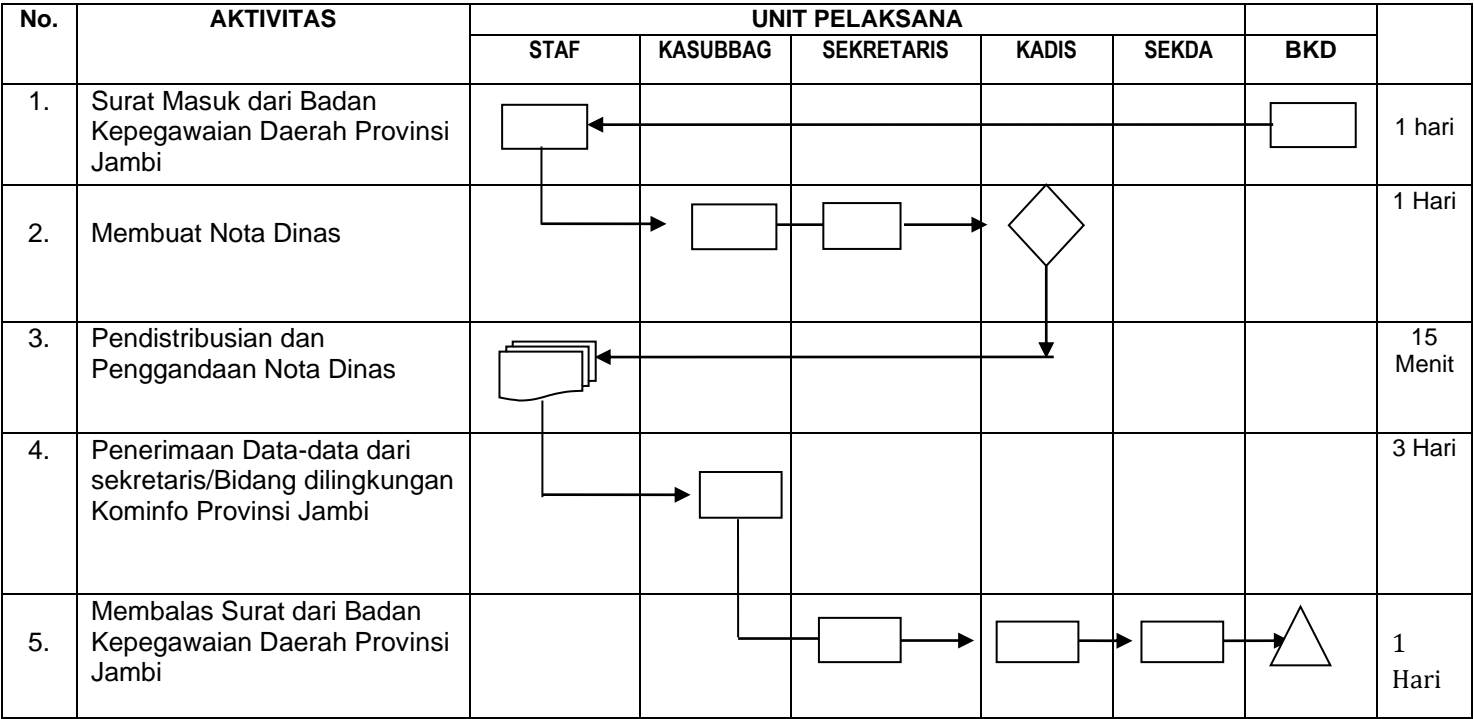 No. AKTIVITAS UNIT PELAKSANA
STAF KASUBBAG SEKRETARIS KADIS SEKDA BKD
1. Surat Masuk dari Badan
Kepegawaian Daerah Provinsi
Jambi
1 hari
2. Membuat Nota Dinas
1 Hari
3. Pendistribusian dan
Penggandaan Nota Dinas
15
Menit
4. Penerimaan Data-data dari
sekretaris/Bidang dilingkungan
Kominfo Provinsi Jambi
3 Hari
5. Membalas Surat dari Badan
Kepegawaian Daerah Provinsi
Jambi
1
Hari